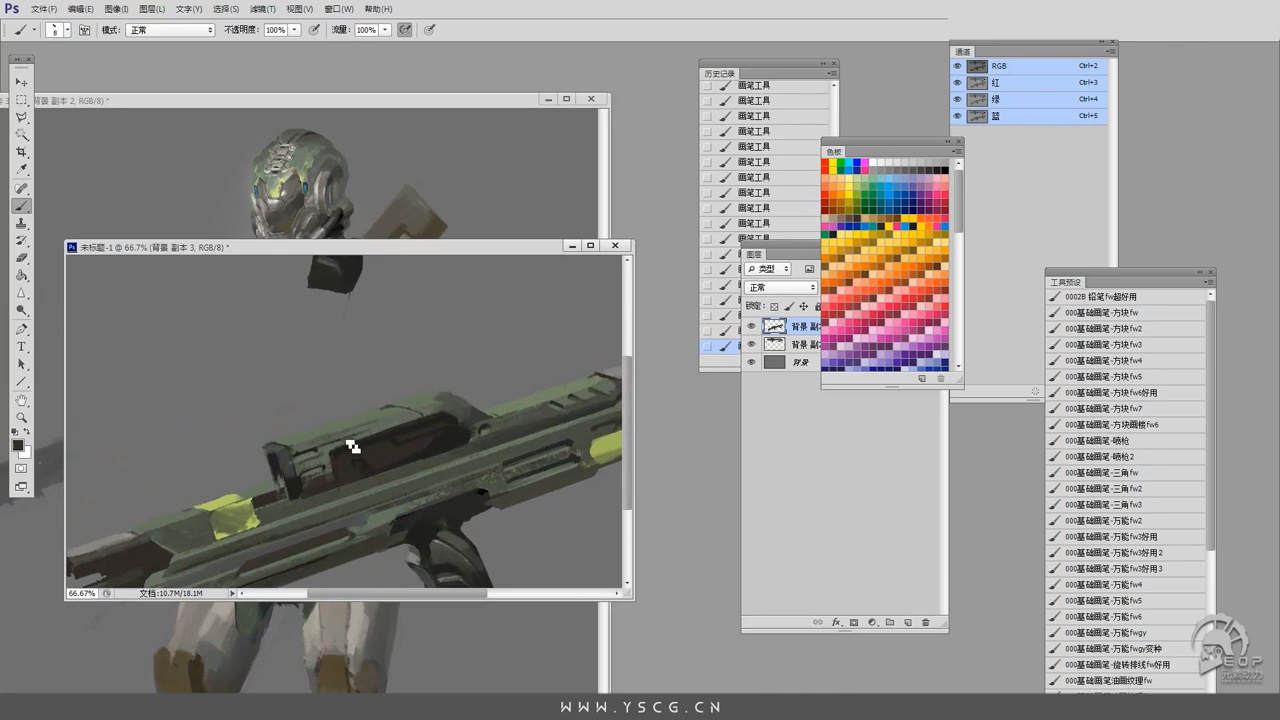 Ps 文件(F) 编辑(E) 图像(I) 图层(L) 文字(Y) 选择(S) 滤镜(T) 视图(V) 窗口(W) 帮助(H)
8 模式: 正常 不透明度: 100% 流量: 100%
背景 副本 2, RGB/8) *
未标题-1 @ 66.7% (背景 副本 3, RGB/8) *
66.67% 文档:10.7M/18.1M
历史记录
画笔工具
画笔工具
画笔工具
画笔工具
画笔工具
画笔工具
画笔工具
画笔工具
画笔工具
画笔工具
画笔工具
色板
图层
类型
正常
锁定:
背景 副
背景 副
背景
fx
通道
RGB Ctrl+2
红 Ctrl+3
绿 Ctrl+4
蓝 Ctrl+5
工具预设
0002B 铅笔fw超好用
000基础画笔-方块fw
000基础画笔-方块fw2
000基础画笔-方块fw3
000基础画笔-方块fw4
000基础画笔-方块fw5
000基础画笔-方块fw6好用
000基础画笔-方块fw7
000基础画笔-方块画楼fw6
000基础画笔-喷枪
000基础画笔-喷枪2
000基础画笔-三角fw
000基础画笔-三角fw2
000基础画笔-三角fw3
000基础画笔-万能fw2
000基础画笔-万能fw3好用
000基础画笔-万能fw3好用2
000基础画笔-万能fw3好用3
000基础画笔-万能fw4
000基础画笔-万能fw5
000基础画笔-万能fw6
000基础画笔-万能fwgy
000基础画笔-万能fwgy变种
000基础画笔-旋转排线fw好用
000基础画笔油画纹理fw
WWW.YSCG.CN